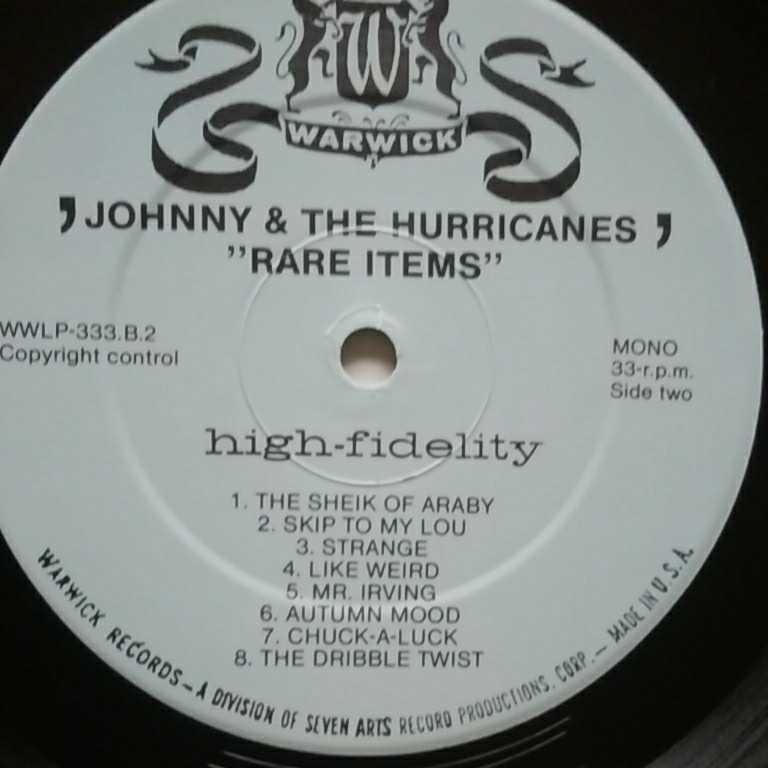 W
WARWICK
❜JOHNNY & THE HURRICANES❜
”RARE ITEMS”
WWLP-333.B.2
Copyright control
MONO
33-r.p.m.
Side two
high-fidelity
1. THE SHEIK OF ARABY
2. SKIP TO MY LOU
3. STRANGE
4. LIKE WEIRD
5. MR. IRVING
6. AUTUMN MOOD
7. CHUCK-A-LUCK
8. THE DRIBBLE TWIST
WARWICK RECORDS – A DIVISION OF SEVEN ARTS RECORD PRODUCTIONS. CORP. – MADE IN U.S.A.